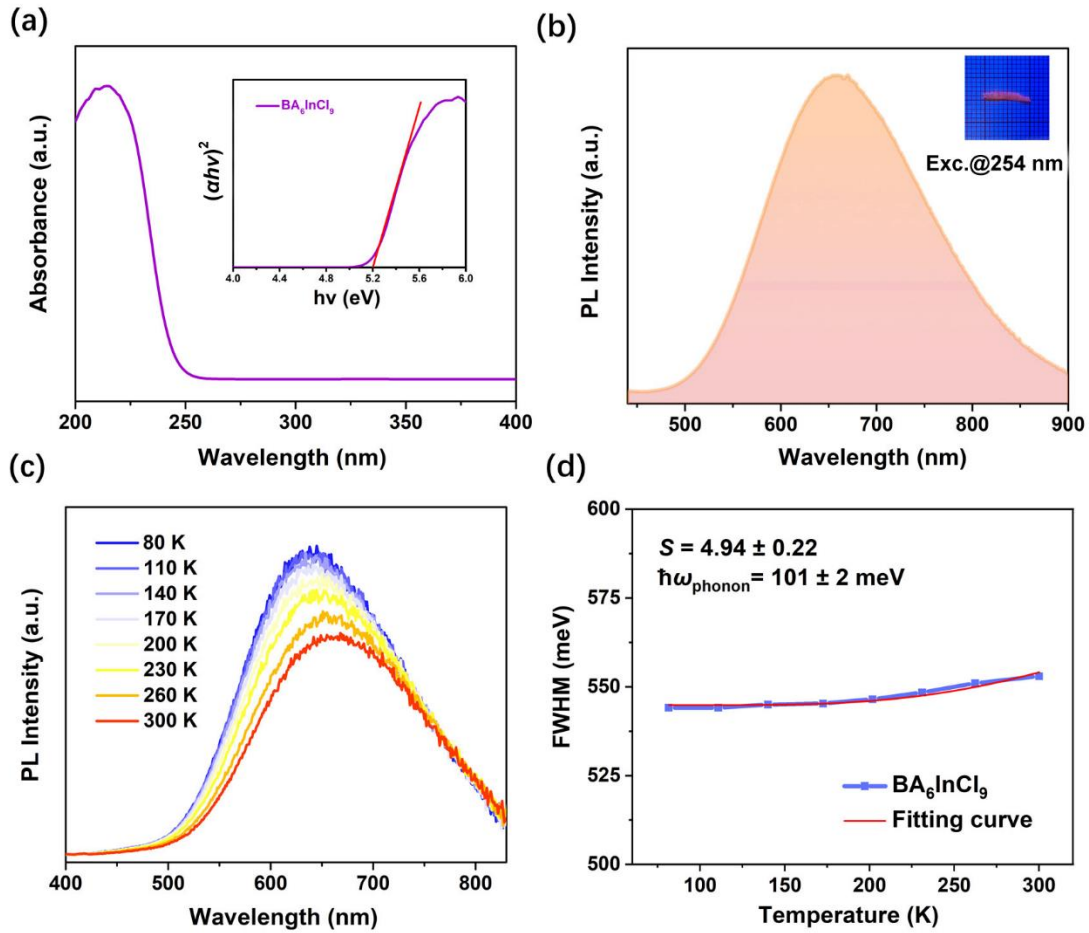 (a)
Absorbance (a.u.)
200 250 300 350 400
Wavelength (nm)
BA₆InCl₉
(αhv)²
4.0 4.4 4.8 5.2 5.6 6.0
hv (eV)
(b)
PL Intensity (a.u.)
Exc.@254 nm
500 600 700 800 900
Wavelength (nm)
(c)
PL Intensity (a.u.)
80 K
110 K
140 K
170 K
200 K
230 K
260 K
300 K
400 500 600 700 800
Wavelength (nm)
(d)
FWHM (meV)
600
575
550
525
500
S = 4.94 ± 0.22
ħω_phonon = 101 ± 2 meV
BA₆InCl₉
Fitting curve
100 150 200 250 300
Temperature (K)